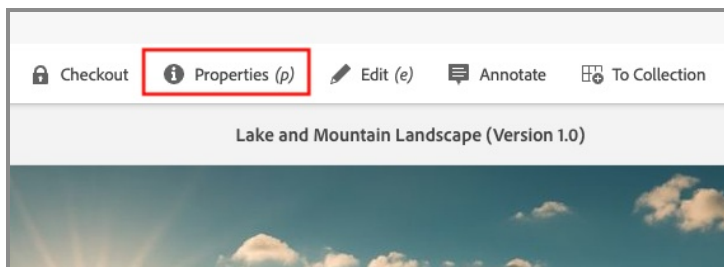 Checkout Properties (p) Edit (e) Annotate To Collection
Lake and Mountain Landscape (Version 1.0)